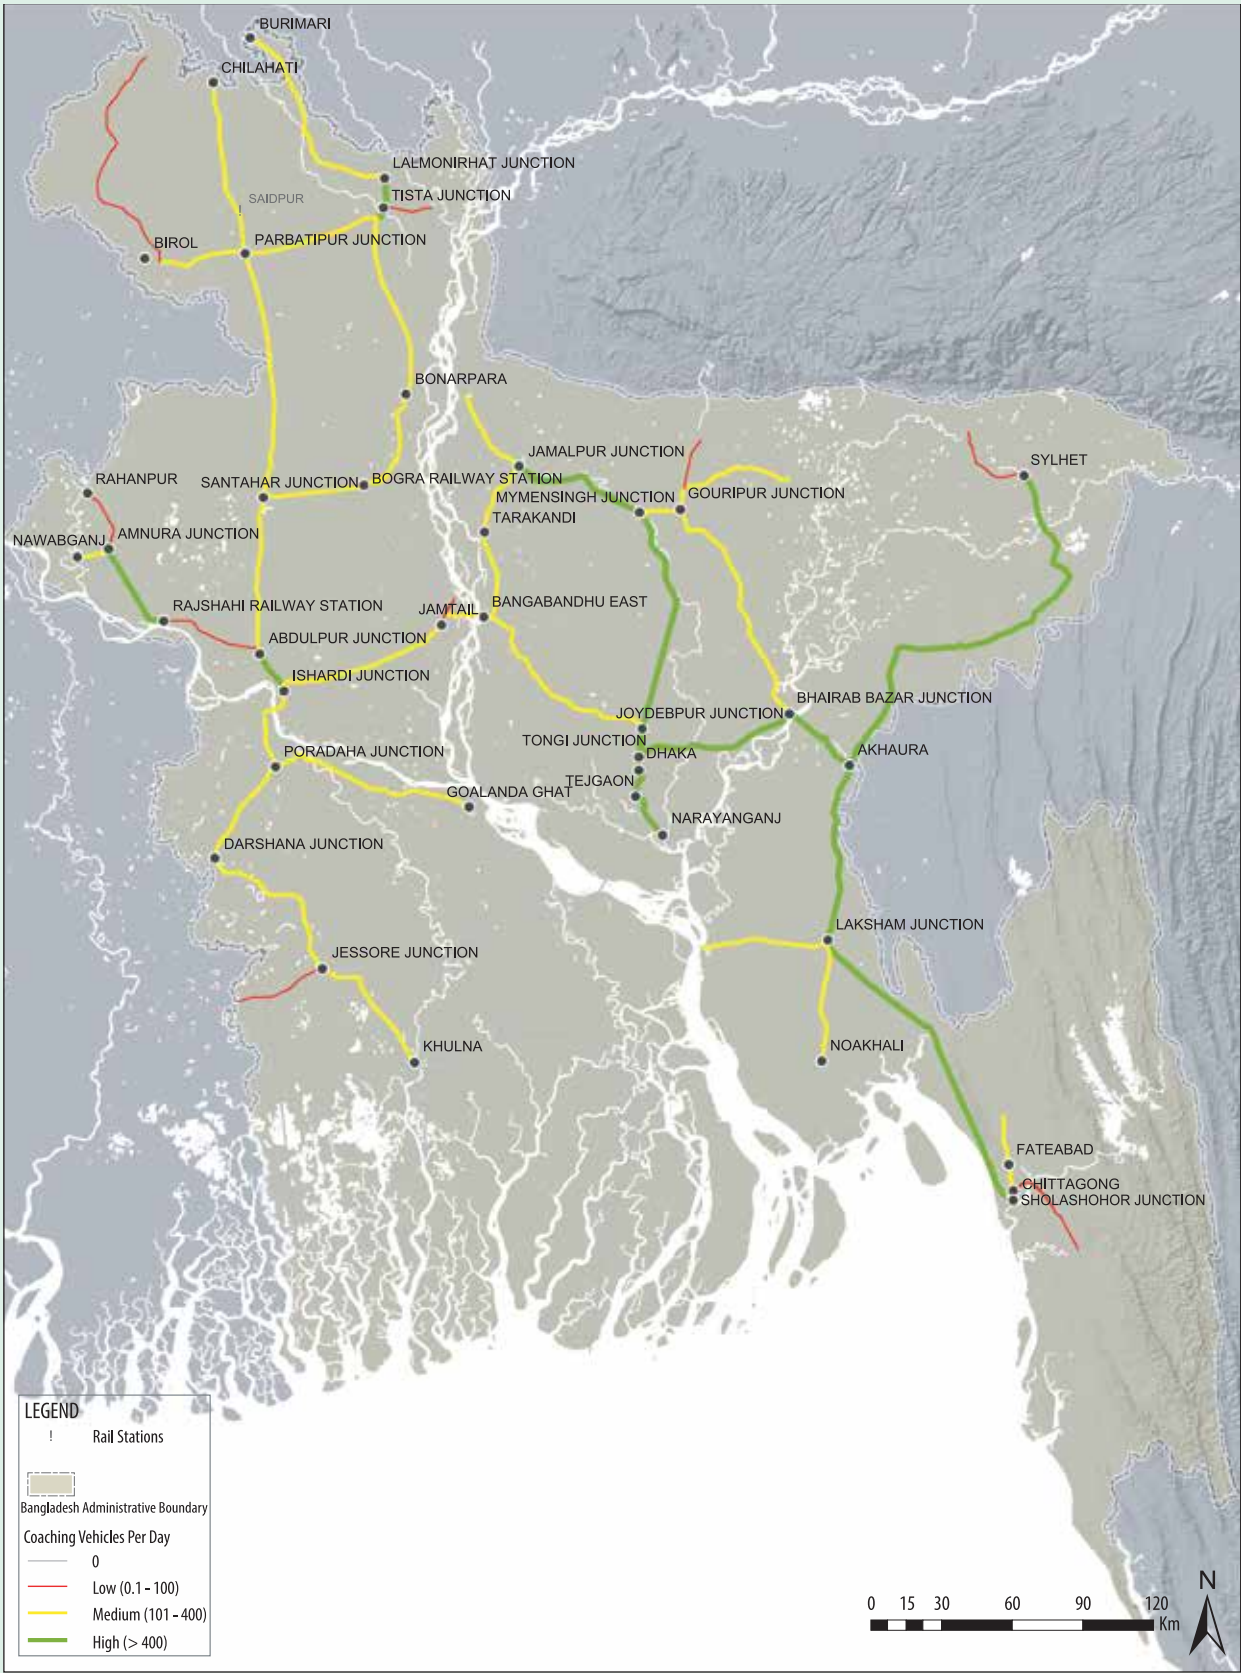 BURIMARI
CHILAHATI
LALMONIRHAT JUNCTION
TISTA JUNCTION
SAIDPUR
BIROL
PARBATIPUR JUNCTION
BONARPARA
JAMALPUR JUNCTION
SYLHET
RAHANPUR
SANTAHAR JUNCTION
BOGRA RAILWAY STATION
MYMENSINGH JUNCTION
GOURIPUR JUNCTION
TARAKANDI
NAWABGANJ
AMNURA JUNCTION
RAJSHAHI RAILWAY STATION
JAMTAIL
BANGABANDHU EAST
ABDULPUR JUNCTION
ISHARDI JUNCTION
BHAIRAB BAZAR JUNCTION
JOYDEBPUR JUNCTION
TONGI JUNCTION
PORADAHA JUNCTION
DHAKA
AKHAURA
TEJGAON
GOALANDA GHAT
NARAYANGANJ
DARSHANA JUNCTION
LAKSHAM JUNCTION
JESSORE JUNCTION
KHULNA
NOAKHALI
FATEABAD
CHITTAGONG
SHOLASHOHOR JUNCTION
LEGEND
! Rail Stations
Bangladesh Administrative Boundary
Coaching Vehicles Per Day
0
Low (0.1 - 100)
Medium (101 - 400)
High (> 400)
N
0 15 30 60 90 120
Km